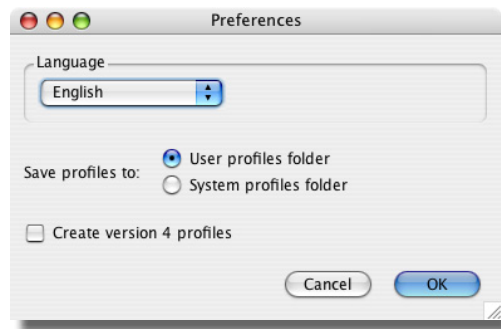 Preferences
Language
English
Save profiles to:
User profiles folder
System profiles folder
Create version 4 profiles
Cancel
OK